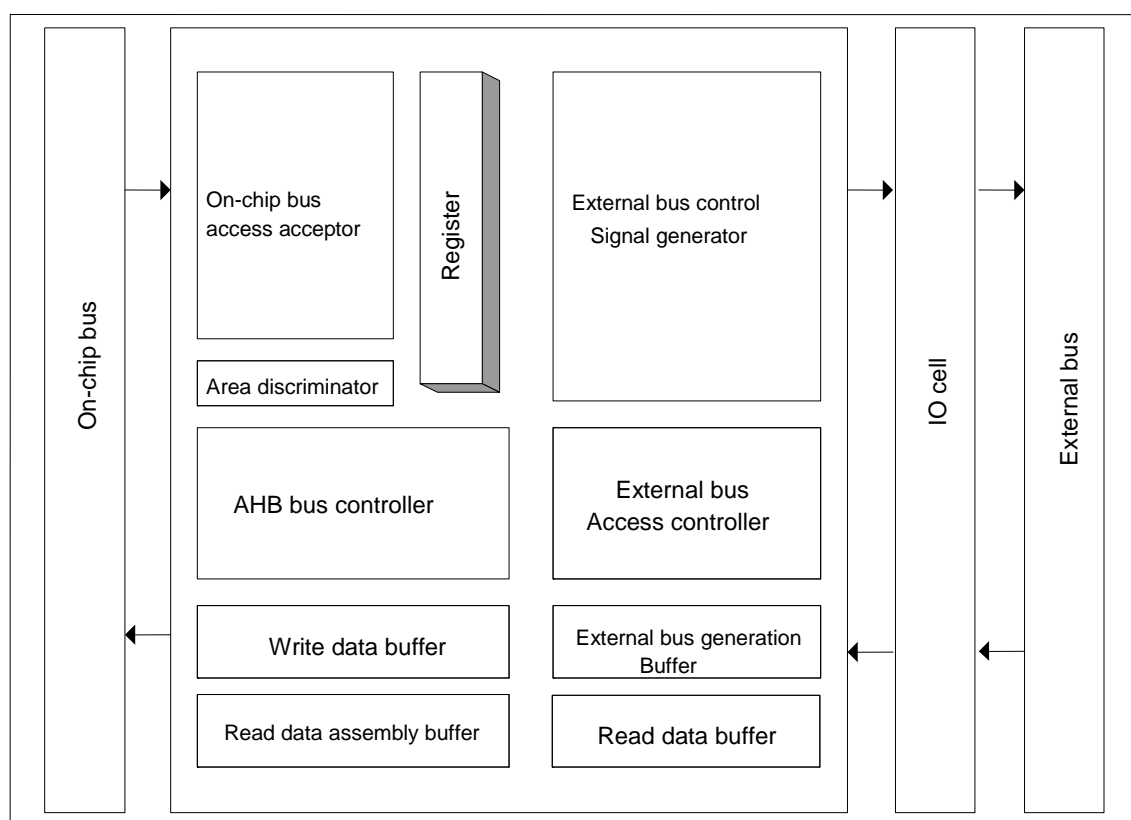 On-chip bus
On-chip bus
access acceptor
Register
External bus control
Signal generator
Area discriminator
AHB bus controller
External bus
Access controller
Write data buffer
External bus generation
Buffer
Read data assembly buffer
Read data buffer
IO cell
External bus